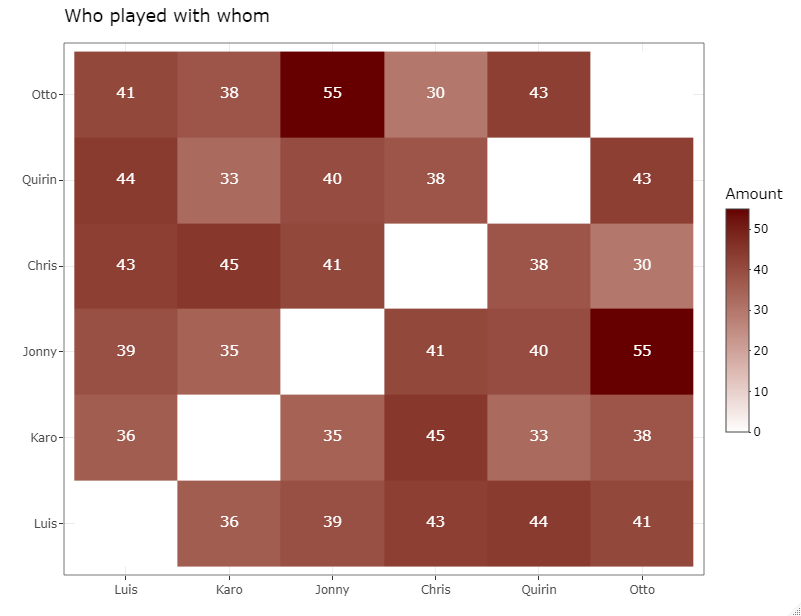 Who played with whom
Otto 41 38 55 30 43
Quirin 44 33 40 38 43
Chris 43 45 41 38 30
Jonny 39 35 41 40 55
Karo 36 35 45 33 38
Luis 36 39 43 44 41
Luis Karo Jonny Chris Quirin Otto
Amount
50
40
30
20
10
0